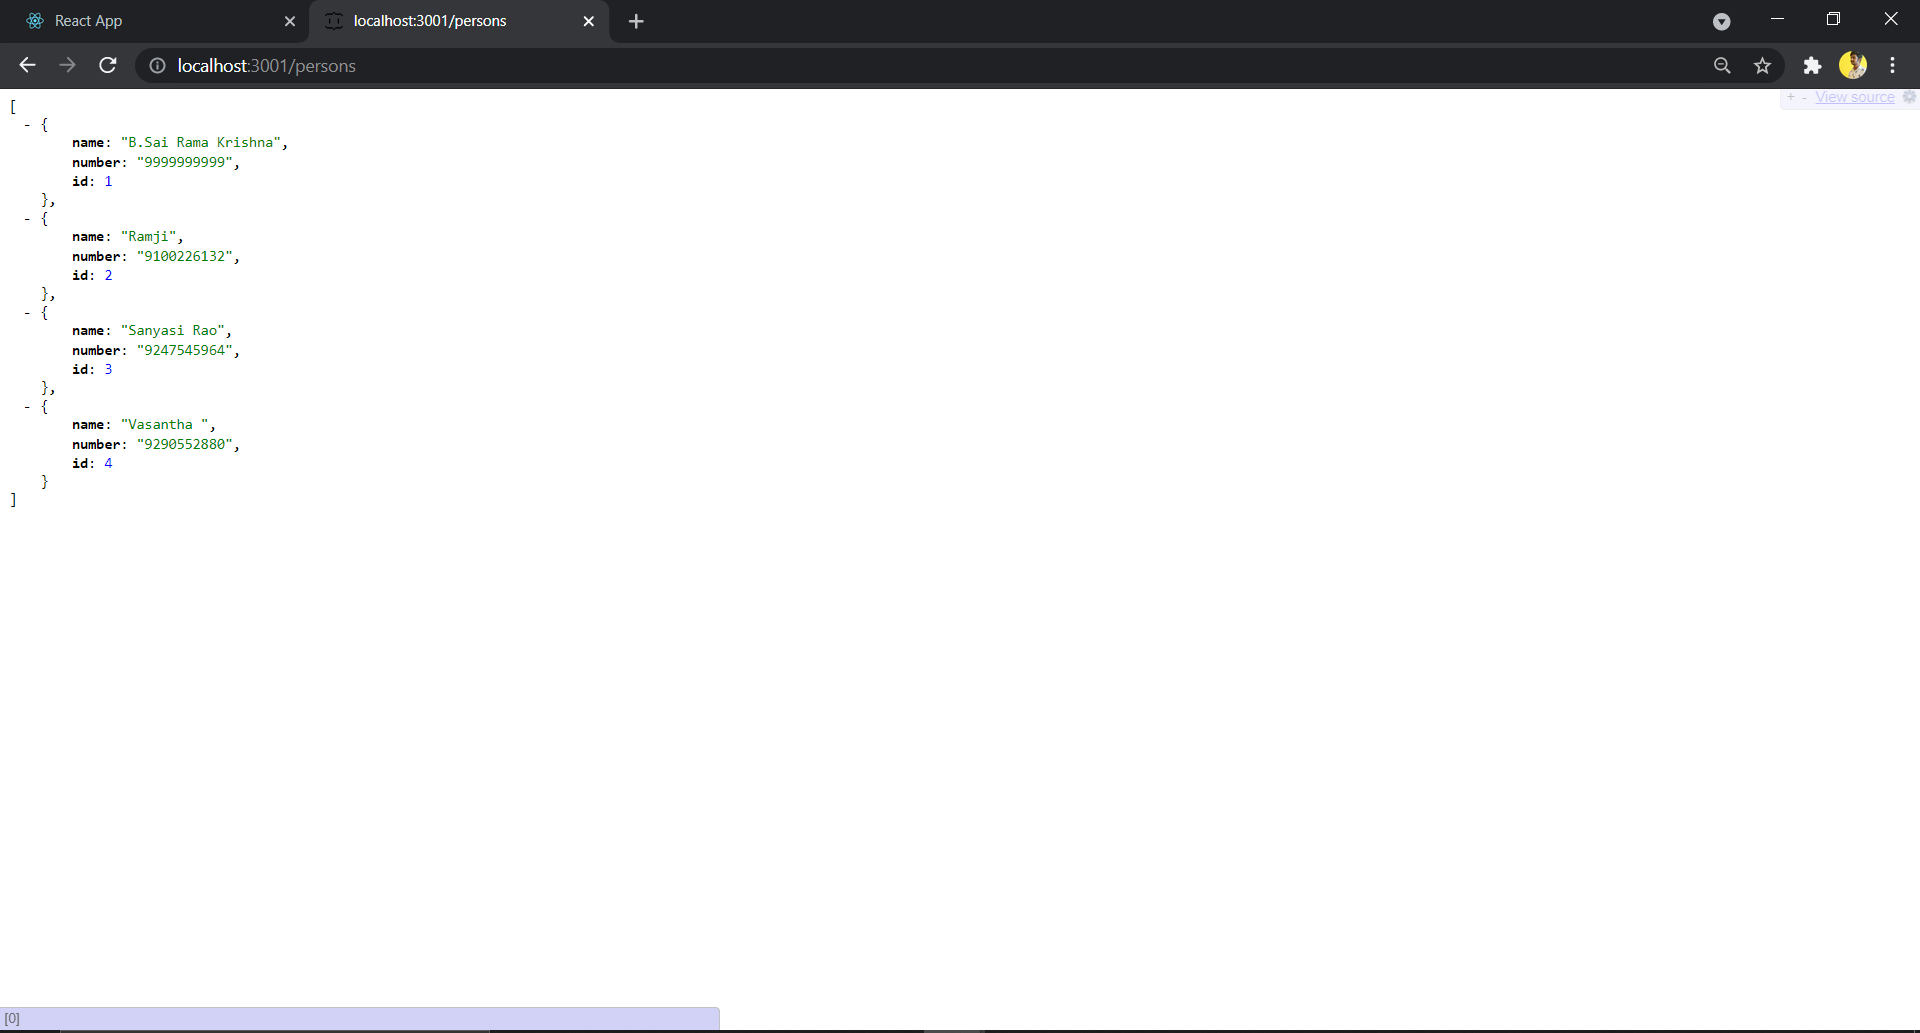 React App
localhost:3001/persons
localhost:3001/persons
+ - View source
[
- {
name: "B.Sai Rama Krishna",
number: "9999999999",
id: 1
},
- {
name: "Ramji",
number: "9100226132",
id: 2
},
- {
name: "Sanyasi Rao",
number: "9247545964",
id: 3
},
- {
name: "Vasantha ",
number: "9290552880",
id: 4
}
]
[0]